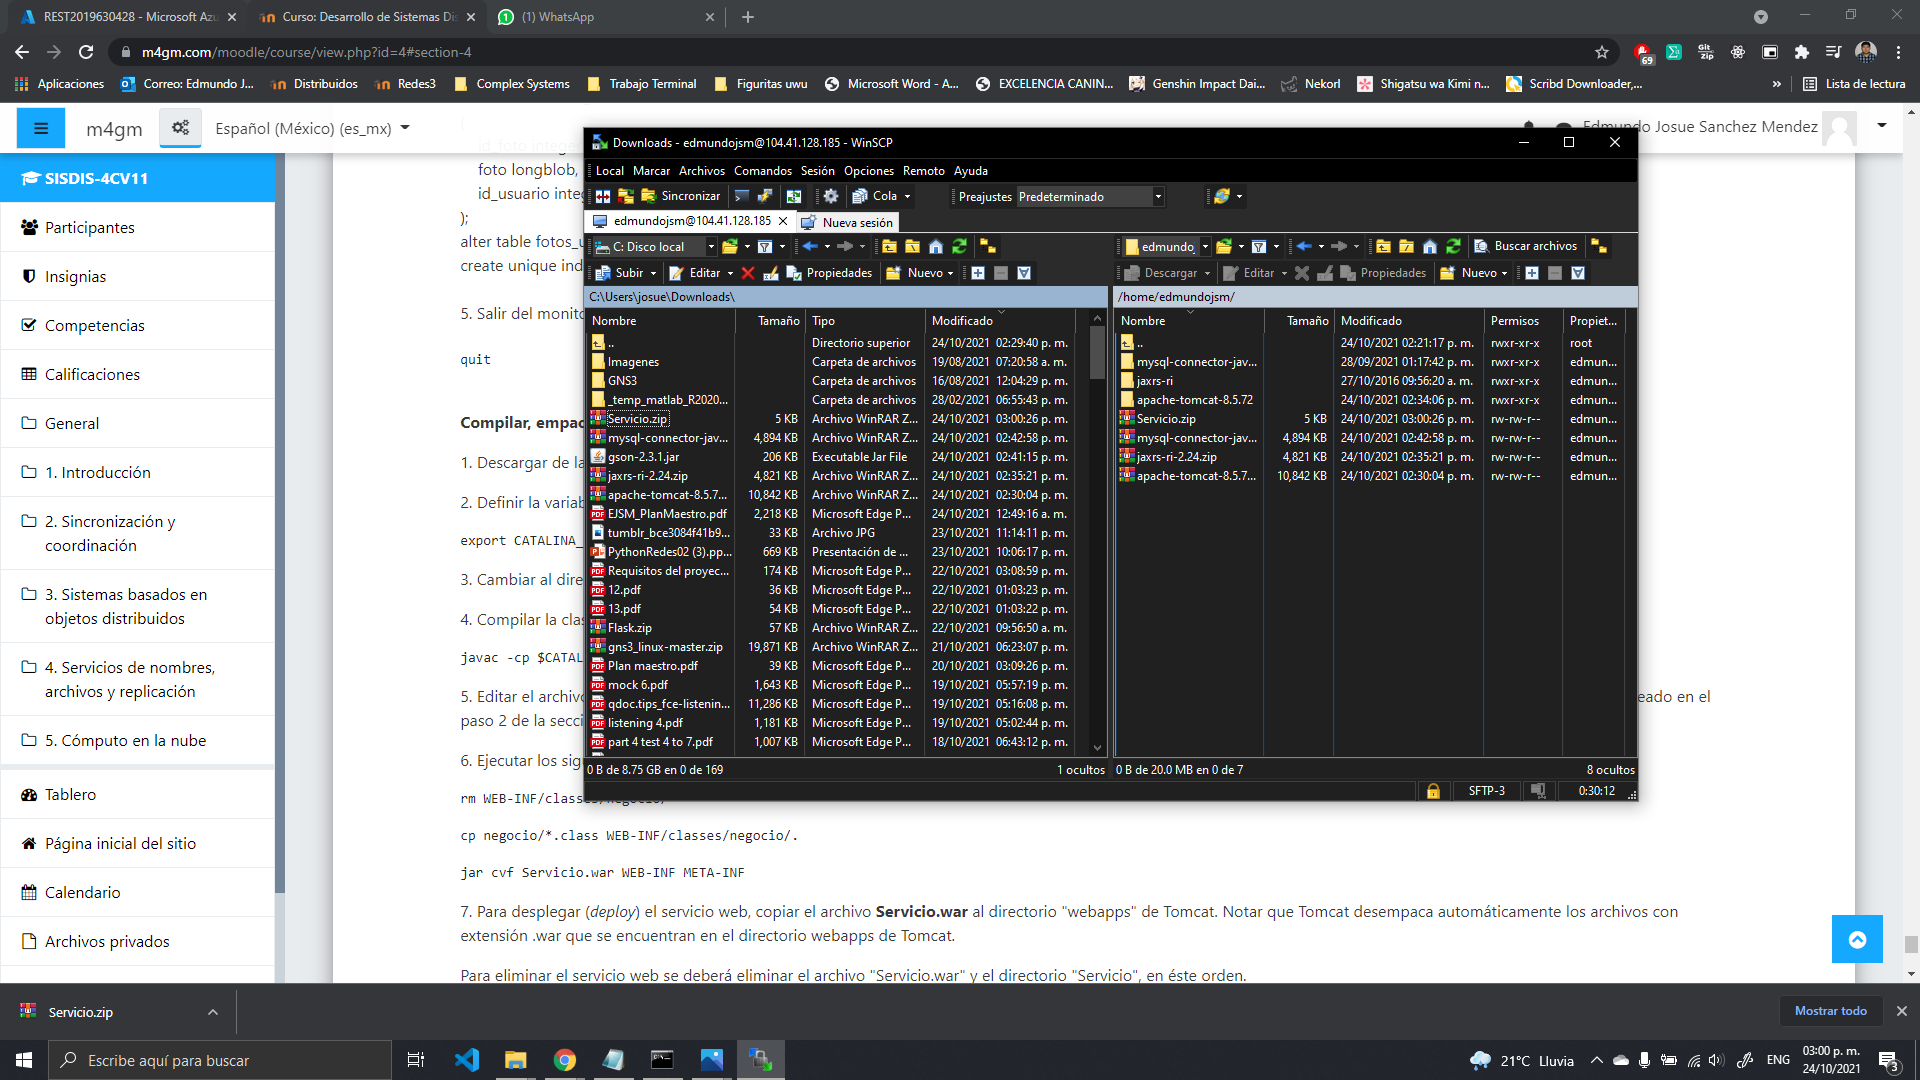 REST2019630428 - Microsoft Azu
Curso: Desarrollo de Sistemas Dis
(1) WhatsApp
m4gm.com/moodle/course/view.php?id=4#section-4
69
Git
zip
Aplicaciones
Correo: Edmundo J...
Distribuidos
Redes3
Complex Systems
Trabajo Terminal
Figuritas uwu
Microsoft Word - A...
EXCELENCIA CANIN...
Genshin Impact Dai...
Nekorl
Shigatsu wa Kimi n...
Scribd Downloader,...
»
Lista de lectura
m4gm
Español (México) (es_mx)
Edmundo Josue Sanchez Mendez
SISDIS-4CV11
Participantes
Insignias
Competencias
Calificaciones
General
1. Introducción
2. Sincronización y
coordinación
3. Sistemas basados en
objetos distribuidos
4. Servicios de nombres,
archivos y replicación
5. Cómputo en la nube
Tablero
Página inicial del sitio
Calendario
Archivos privados
id_foto intege
foto longblob,
id_usuario inte
);
alter table fotos_u
create unique ind
5. Salir del monito
quit
Compilar, empac
1. Descargar de la
2. Definir la variab
export CATALINA_
3. Cambiar al dire
4. Compilar la clas
javac -cp $CATAL
5. Editar el archivo
eado en el
paso 2 de la secci
6. Ejecutar los sig
rm WEB-INF/classes/negocio/
cp negocio/*.class WEB-INF/classes/negocio/.
jar cvf Servicio.war WEB-INF META-INF
7. Para desplegar (deploy) el servicio web, copiar el archivo Servicio.war al directorio "webapps" de Tomcat. Notar que Tomcat desempaca automáticamente los archivos con
extensión .war que se encuentran en el directorio webapps de Tomcat.
Para eliminar el servicio web se deberá eliminar el archivo "Servicio.war" y el directorio "Servicio", en éste orden.
Downloads - edmundojsm@104.41.128.185 - WinSCP
Local Marcar Archivos Comandos Sesión Opciones Remoto Ayuda
Sincronizar
Cola
Preajustes Predeterminado
edmundojsm@104.41.128.185
Nueva sesión
C: Disco local
Subir
Editar
Propiedades
Nuevo
C:\Users\josue\Downloads\
Nombre Tamaño Tipo Modificado
.. Directorio superior 24/10/2021 02:29:40 p. m.
Imagenes Carpeta de archivos 19/08/2021 07:20:58 a. m.
GNS3 Carpeta de archivos 16/08/2021 12:04:29 p. m.
_temp_matlab_R2020... Carpeta de archivos 28/02/2021 06:55:43 p. m.
Servicio.zip 5 KB Archivo WinRAR Z... 24/10/2021 03:00:26 p. m.
mysql-connector-jav... 4,894 KB Archivo WinRAR Z... 24/10/2021 02:42:58 p. m.
gson-2.3.1.jar 206 KB Executable Jar File 24/10/2021 02:41:15 p. m.
jaxrs-ri-2.24.zip 4,821 KB Archivo WinRAR Z... 24/10/2021 02:35:21 p. m.
apache-tomcat-8.5.7... 10,842 KB Archivo WinRAR Z... 24/10/2021 02:30:04 p. m.
EJSM_PlanMaestro.pdf 2,218 KB Microsoft Edge P... 24/10/2021 12:49:16 a. m.
tumblr_bce3084f41b9... 33 KB Archivo JPG 23/10/2021 11:14:11 p. m.
PythonRedes02 (3).pp... 669 KB Presentación de ... 23/10/2021 10:06:17 p. m.
Requisitos del proyec... 174 KB Microsoft Edge P... 22/10/2021 03:08:59 p. m.
12.pdf 36 KB Microsoft Edge P... 22/10/2021 01:03:23 p. m.
13.pdf 54 KB Microsoft Edge P... 22/10/2021 01:03:22 p. m.
Flask.zip 57 KB Archivo WinRAR Z... 22/10/2021 09:56:50 a. m.
gns3_linux-master.zip 19,871 KB Archivo WinRAR Z... 21/10/2021 06:23:07 p. m.
Plan maestro.pdf 39 KB Microsoft Edge P... 20/10/2021 03:09:26 p. m.
mock 6.pdf 1,643 KB Microsoft Edge P... 19/10/2021 05:57:19 p. m.
qdoc.tips_fce-listenin... 11,286 KB Microsoft Edge P... 19/10/2021 05:16:08 p. m.
listening 4.pdf 1,181 KB Microsoft Edge P... 19/10/2021 05:02:44 p. m.
part 4 test 4 to 7.pdf 1,007 KB Microsoft Edge P... 18/10/2021 06:43:12 p. m.
0 B de 8.75 GB en 0 de 169
1 ocultos
edmundo
Buscar archivos
Descargar
Editar
Propiedades
Nuevo
/home/edmundojsm/
Nombre Tamaño Modificado Permisos Propiet...
.. 24/10/2021 02:21:17 p. m. rwxr-xr-x root
mysql-connector-jav... 28/09/2021 01:17:42 p. m. rwxr-xr-x edmun...
jaxrs-ri 27/10/2016 09:56:20 a. m. rwxr-xr-x edmun...
apache-tomcat-8.5.72 24/10/2021 02:34:06 p. m. rwxr-xr-x edmun...
Servicio.zip 5 KB 24/10/2021 03:00:26 p. m. rw-rw-r-- edmun...
mysql-connector-jav... 4,894 KB 24/10/2021 02:42:58 p. m. rw-rw-r-- edmun...
jaxrs-ri-2.24.zip 4,821 KB 24/10/2021 02:35:21 p. m. rw-rw-r-- edmun...
apache-tomcat-8.5.7... 10,842 KB 24/10/2021 02:30:04 p. m. rw-rw-r-- edmun...
0 B de 20.0 MB en 0 de 7
8 ocultos
SFTP-3
0:30:12
Servicio.zip
Mostrar todo
Escribe aquí para buscar
21°C Lluvia
ENG
03:00 p. m.
24/10/2021
3